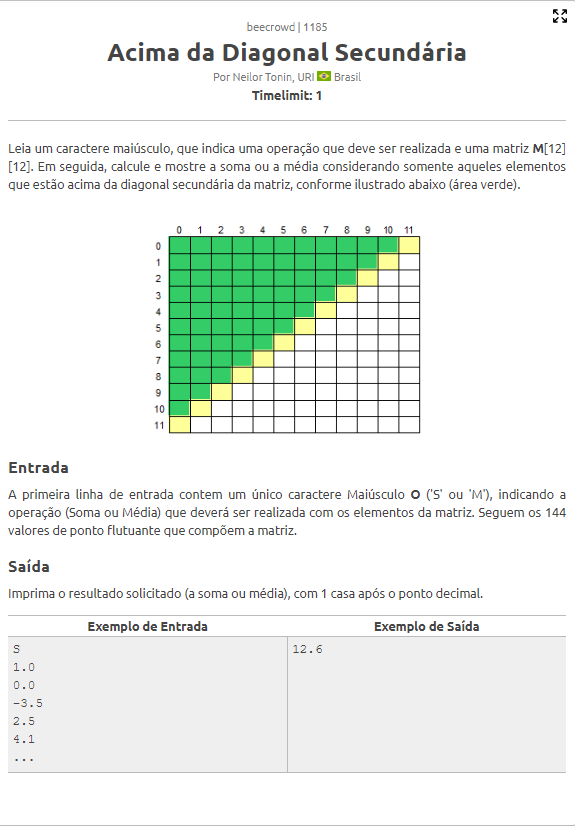 beecrowd | 1185
Acima da Diagonal Secundária
Por Neilor Tonin, URI Brasil
Timelimit: 1
Leia um caractere maiúsculo, que indica uma operação que deve ser realizada e uma matriz M[12]
[12]. Em seguida, calcule e mostre a soma ou a média considerando somente aqueles elementos
que estão acima da diagonal secundária da matriz, conforme ilustrado abaixo (área verde).
0 1 2 3 4 5 6 7 8 9 10 11
0
1
2
3
4
5
6
7
8
9
10
11
Entrada
A primeira linha de entrada contem um único caractere Maiúsculo O ('S' ou 'M'), indicando a
operação (Soma ou Média) que deverá ser realizada com os elementos da matriz. Seguem os 144
valores de ponto flutuante que compõem a matriz.
Saída
Imprima o resultado solicitado (a soma ou média), com 1 casa após o ponto decimal.
Exemplo de Entrada Exemplo de Saída
S 12.6
1.0
0.0
-3.5
2.5
4.1
...